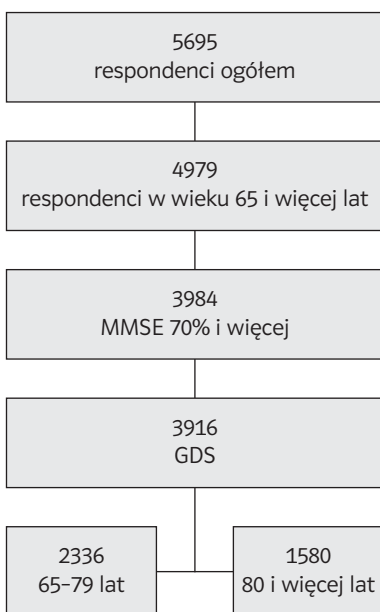 5695
respondenci ogółem
4979
respondenci w wieku 65 i więcej lat
3984
MMSE 70% i więcej
3916
GDS
2336
65–79 lat
1580
80 i więcej lat